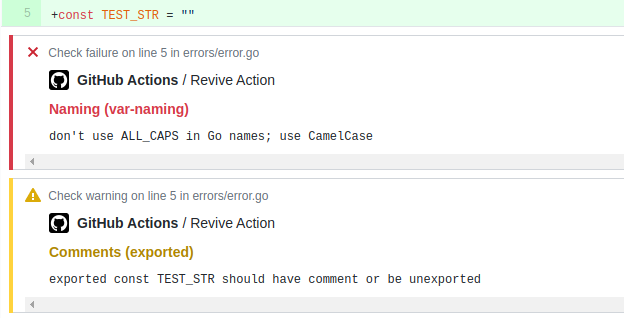 5 +const TEST_STR = ""
Check failure on line 5 in errors/error.go
GitHub Actions / Revive Action
Naming (var-naming)
don't use ALL_CAPS in Go names; use CamelCase
Check warning on line 5 in errors/error.go
GitHub Actions / Revive Action
Comments (exported)
exported const TEST_STR should have comment or be unexported